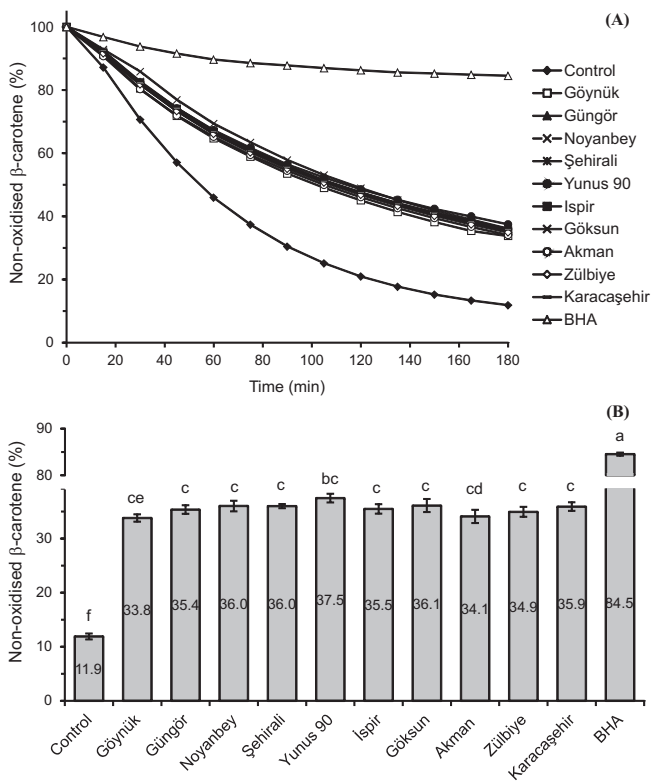 (A)
Non-oxidised β-carotene (%)
100
80
60
40
20
0
0 20 40 60 80 100 120 140 160 180
Time (min)
Control
Göynük
Güngör
Noyanbey
Şehirali
Yunus 90
Ispir
Göksun
Akman
Zülbiye
Karacaşehir
BHA
(B)
Non-oxidised β-carotene (%)
90
80
30
20
10
0
f ce c c c bc c c cd c c a
11.9 33.8 35.4 36.0 36.0 37.5 35.5 36.1 34.1 34.9 35.9 84.5
Control Göynük Güngör Noyanbey Şehirali Yunus 90 İspir Göksun Akman Zülbiye Karacaşehir BHA